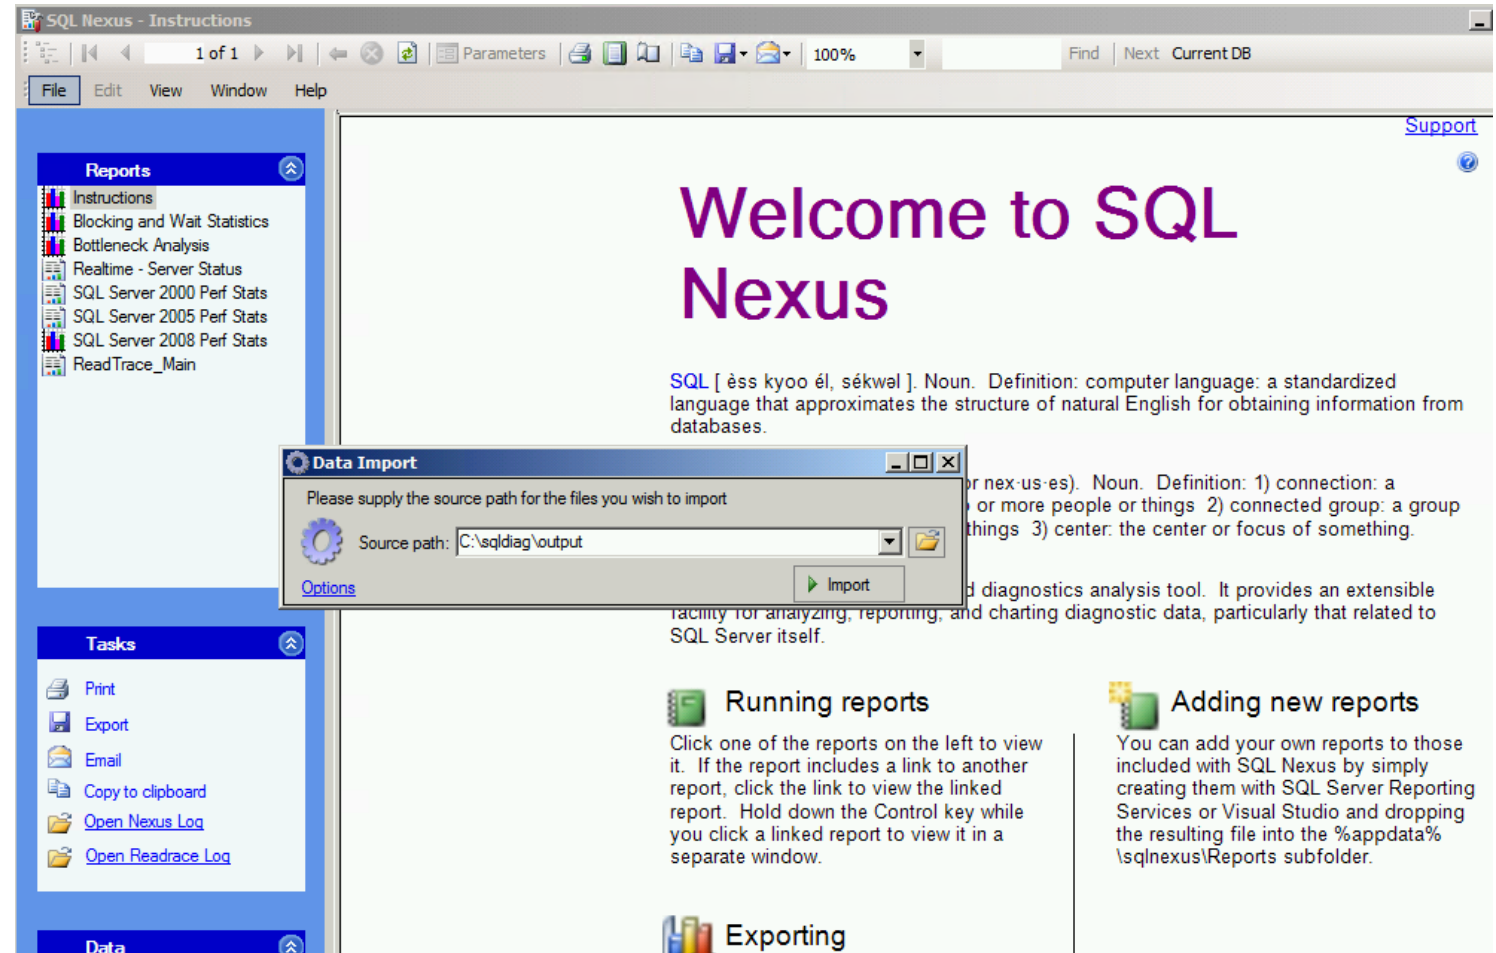 SQL Nexus - Instructions
1 of 1
Parameters
100%
Find
Next
Current DB
File
Edit
View
Window
Help
Support
Reports
Instructions
Blocking and Wait Statistics
Bottleneck Analysis
Realtime - Server Status
SQL Server 2000 Perf Stats
SQL Server 2005 Perf Stats
SQL Server 2008 Perf Stats
ReadTrace_Main
Welcome to SQL
Nexus
SQL [ èss kyoo él, sékwəl ]. Noun. Definition: computer language: a standardized
language that approximates the structure of natural English for obtaining information from
databases.
or nex·us·es). Noun. Definition: 1) connection: a
or more people or things 2) connected group: a group
things 3) center: the center or focus of something.
d diagnostics analysis tool. It provides an extensible
facility for analyzing, reporting, and charting diagnostic data, particularly that related to
SQL Server itself.
Data Import
Please supply the source path for the files you wish to import
Source path:
C:\sqldiag\output
Options
Import
Tasks
Print
Export
Email
Copy to clipboard
Open Nexus Log
Open Readrace Log
Data
Running reports
Click one of the reports on the left to view
it. If the report includes a link to another
report, click the link to view the linked
report. Hold down the Control key while
you click a linked report to view it in a
separate window.
Adding new reports
You can add your own reports to those
included with SQL Nexus by simply
creating them with SQL Server Reporting
Services or Visual Studio and dropping
the resulting file into the %appdata%
\sqlnexus\Reports subfolder.
Exporting